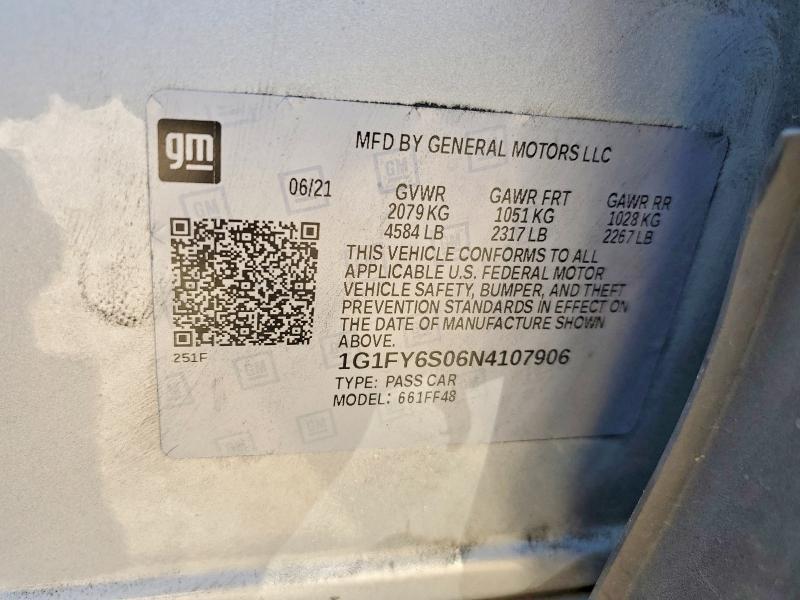 gm
MFD BY GENERAL MOTORS LLC
06/21 GVWR GAWR FRT GAWR RR
2079 KG 1051 KG 1028 KG
4584 LB 2317 LB 2267 LB
THIS VEHICLE CONFORMS TO ALL
APPLICABLE U.S. FEDERAL MOTOR
VEHICLE SAFETY, BUMPER, AND THEFT
PREVENTION STANDARDS IN EFFECT ON
THE DATE OF MANUFACTURE SHOWN
ABOVE.
251F
1G1FY6S06N4107906
TYPE: PASS CAR
MODEL: 661FF48